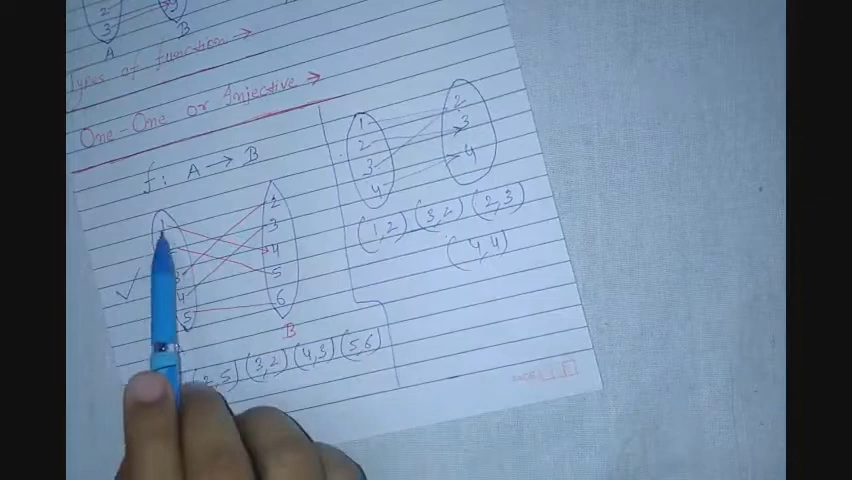 2
3
A B
Types of function →
One-One or Injective →
f: A → B
1 2
3
4
3 5
4 6
5
B
2,5) (3,2) (4,3) (5,6)
1 2
2 3
3 4
4
(1,2) (3,2) (2,3)
(4,4)